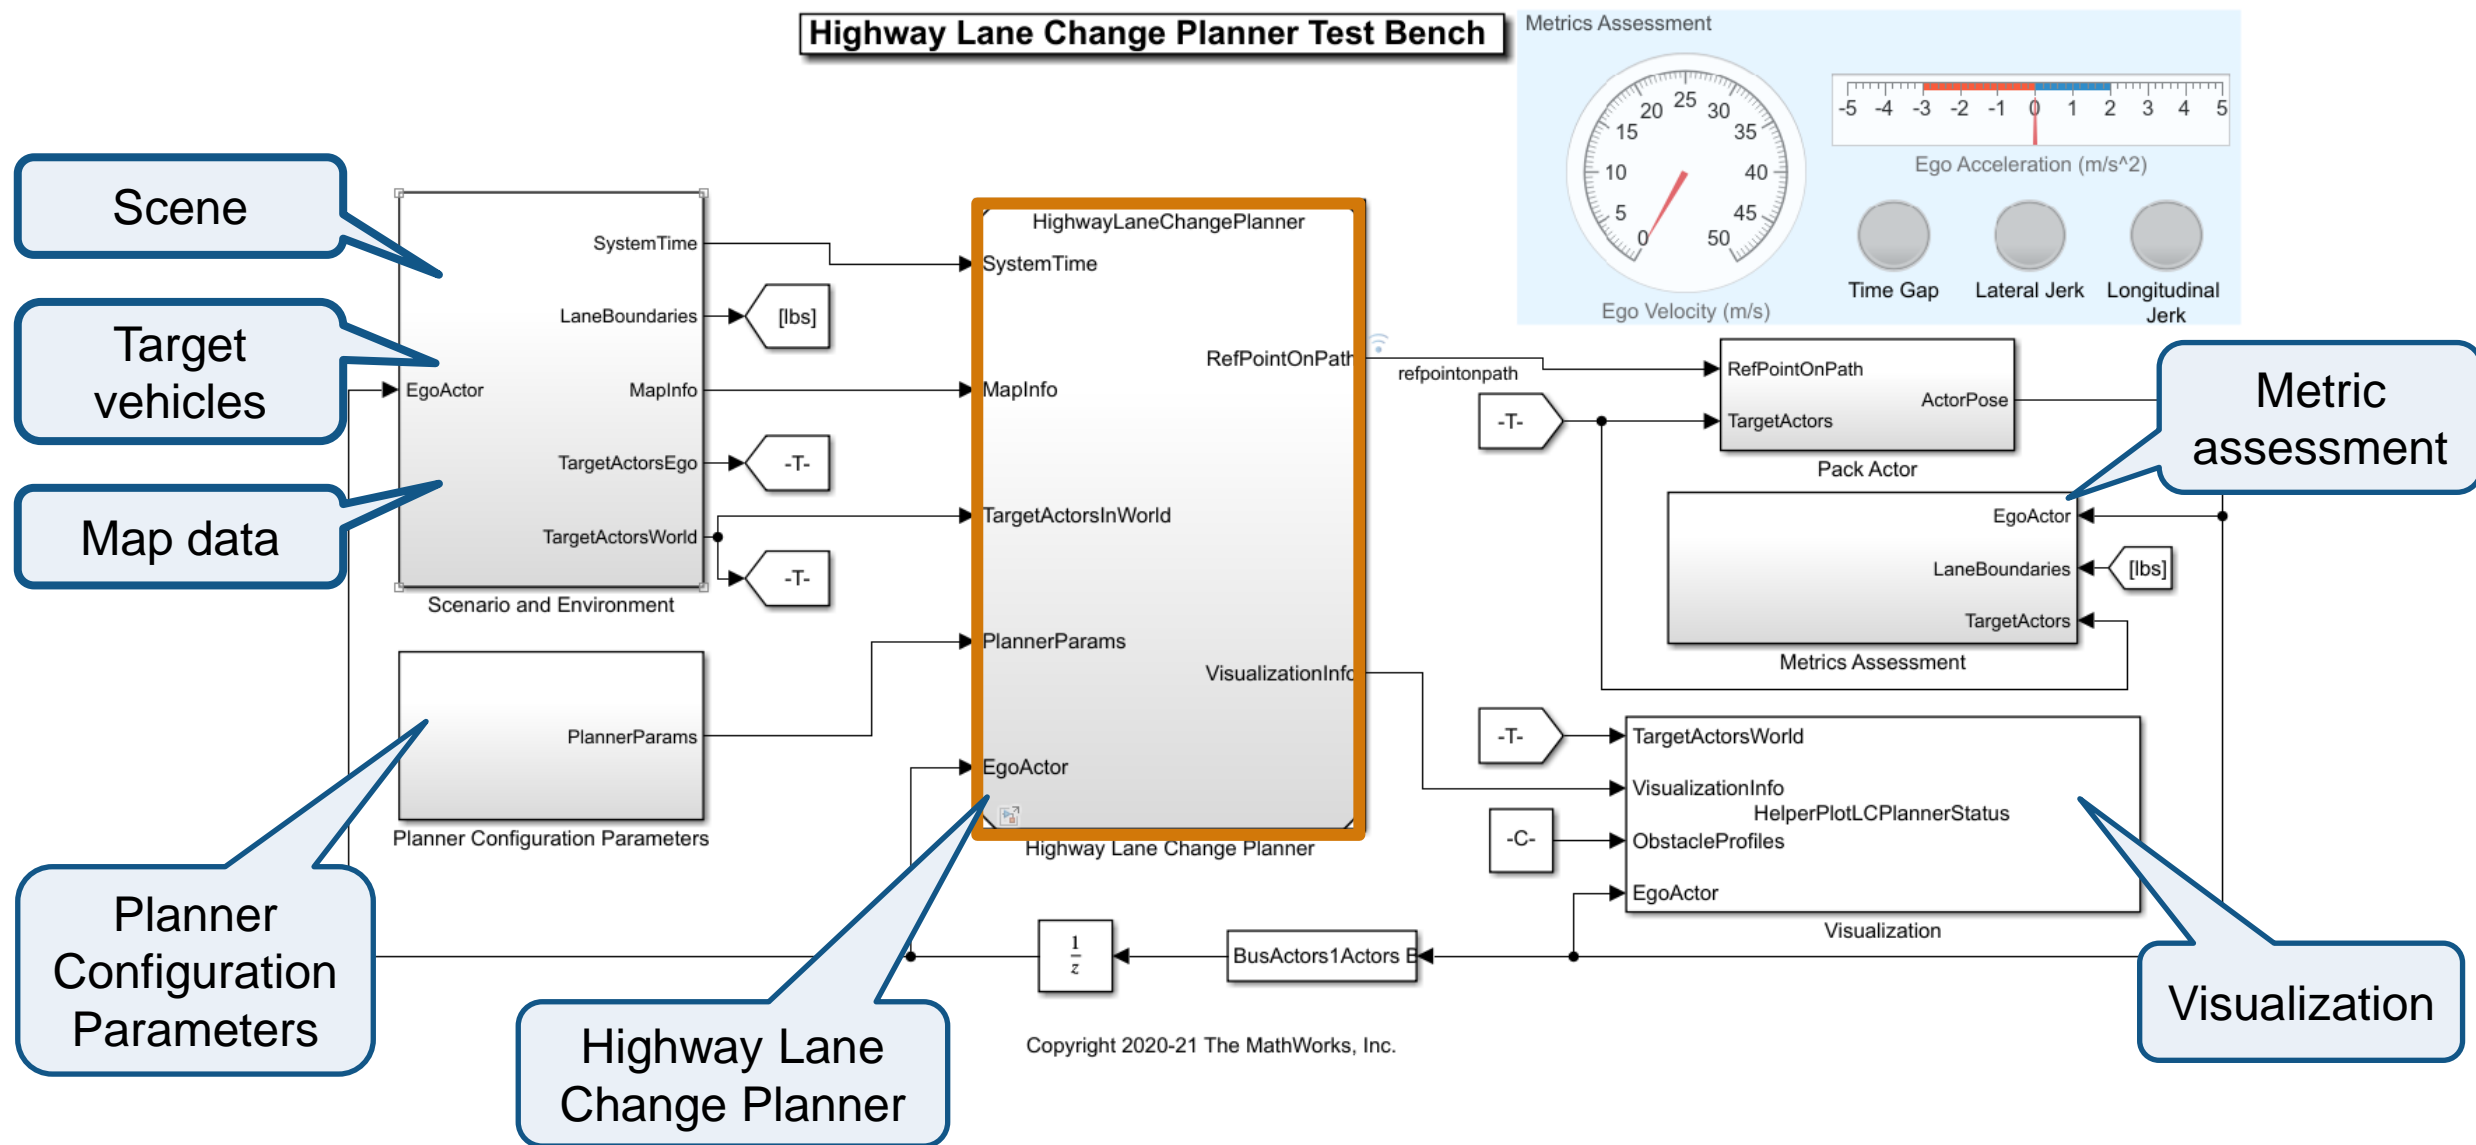 Highway Lane Change Planner Test Bench
Metrics Assessment
0
5
10
15
20
25
30
35
40
45
50
Ego Velocity (m/s)
-5 -4 -3 -2 -1 0 1 2 3 4 5
Ego Acceleration (m/s^2)
Time Gap
Lateral Jerk
Longitudinal
Jerk
Scene
Target
vehicles
Map data
SystemTime
LaneBoundaries
EgoActor
MapInfo
TargetActorsEgo
TargetActorsWorld
Scenario and Environment
[lbs]
-T-
-T-
PlannerParams
Planner Configuration Parameters
Planner
Configuration
Parameters
HighwayLaneChangePlanner
SystemTime
MapInfo
TargetActorsInWorld
PlannerParams
EgoActor
RefPointOnPath
VisualizationInfo
Highway Lane Change Planner
Highway Lane
Change Planner
refpointonpath
-T-
RefPointOnPath
TargetActors
ActorPose
Pack Actor
Metric
assessment
EgoActor
LaneBoundaries
TargetActors
[lbs]
Metrics Assessment
-T-
-C-
TargetActorsWorld
VisualizationInfo
HelperPlotLCPlannerStatus
ObstacleProfiles
EgoActor
Visualization
Visualization
1
z
BusActors1Actors B
Copyright 2020-21 The MathWorks, Inc.